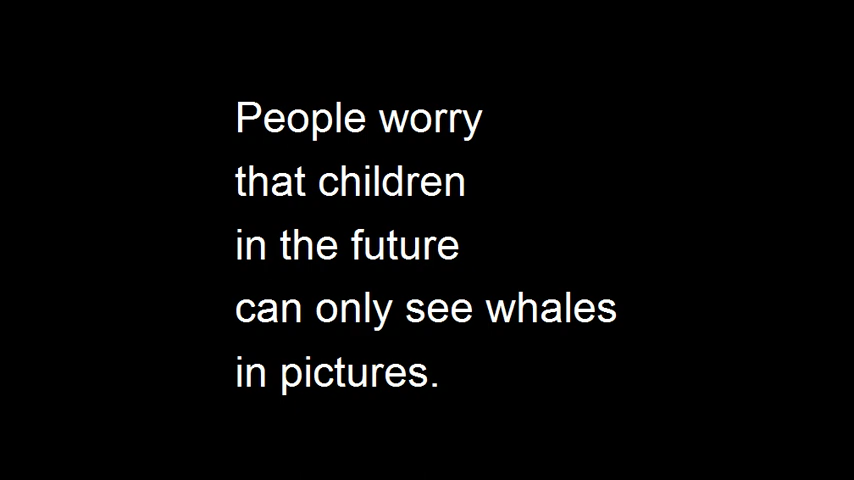 People worry
that children
in the future
can only see whales
in pictures.